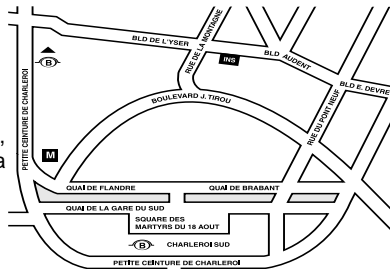 BLD DE L'YSER
RUE DE LA MONTAGNE
INS
BLD AUDENT
BLD E. DEVRE
B
PETITE CEINTURE DE CHARLEROI
BOULEVARD J. TIROU
RUE DU PONT NEUF
,
M
a
QUAI DE FLANDRE
QUAI DE BRABANT
QUAI DE LA GARE DU SUD
SQUARE DES
MARTYRS DU 18 AOUT
B
CHARLEROI SUD
PETITE CEINTURE DE CHARLEROI